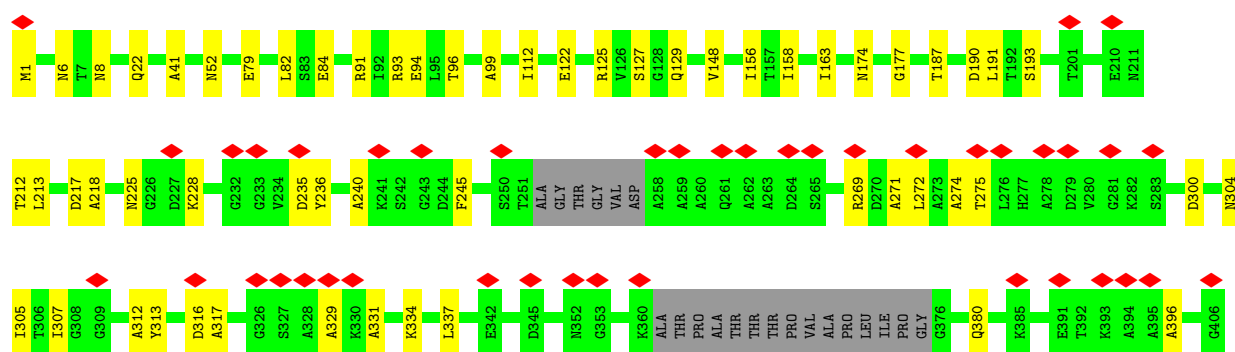 M1 N6 T7 N8 Q22 A41 N52 E79 L82 S83 E84 R91 I92 R93 E94 L95 T96 A99 I112 E122 R125 V126 S127 G128 Q129 V148 I156 T157 I158 I163 N174 G177 T187 D190 L191 T192 S193 T201 E210 N211
T212 L213 D217 A218 N225 G226 D227 K228 G232 G233 V234 D235 Y236 A240 K241 S242 G243 D244 F245 S250 T251 ALA GLY THR GLY VAL ASP A258 A259 A260 Q261 A262 A263 D264 S265 R269 D270 A271 L272 A273 A274 T275 L276 H277 A278 D279 V280 G281 K282 S283 D300 N304
I305 T306 I307 G308 G309 A312 Y313 D316 A317 G326 S327 A328 A329 K330 A331 K334 L337 E342 D345 N352 G353 K360 ALA THR PRO ALA THR THR THR PRO VAL ALA PRO LEU ILE PRO GLY G376 Q380 K385 E391 T392 K393 A394 A395 A396 G406